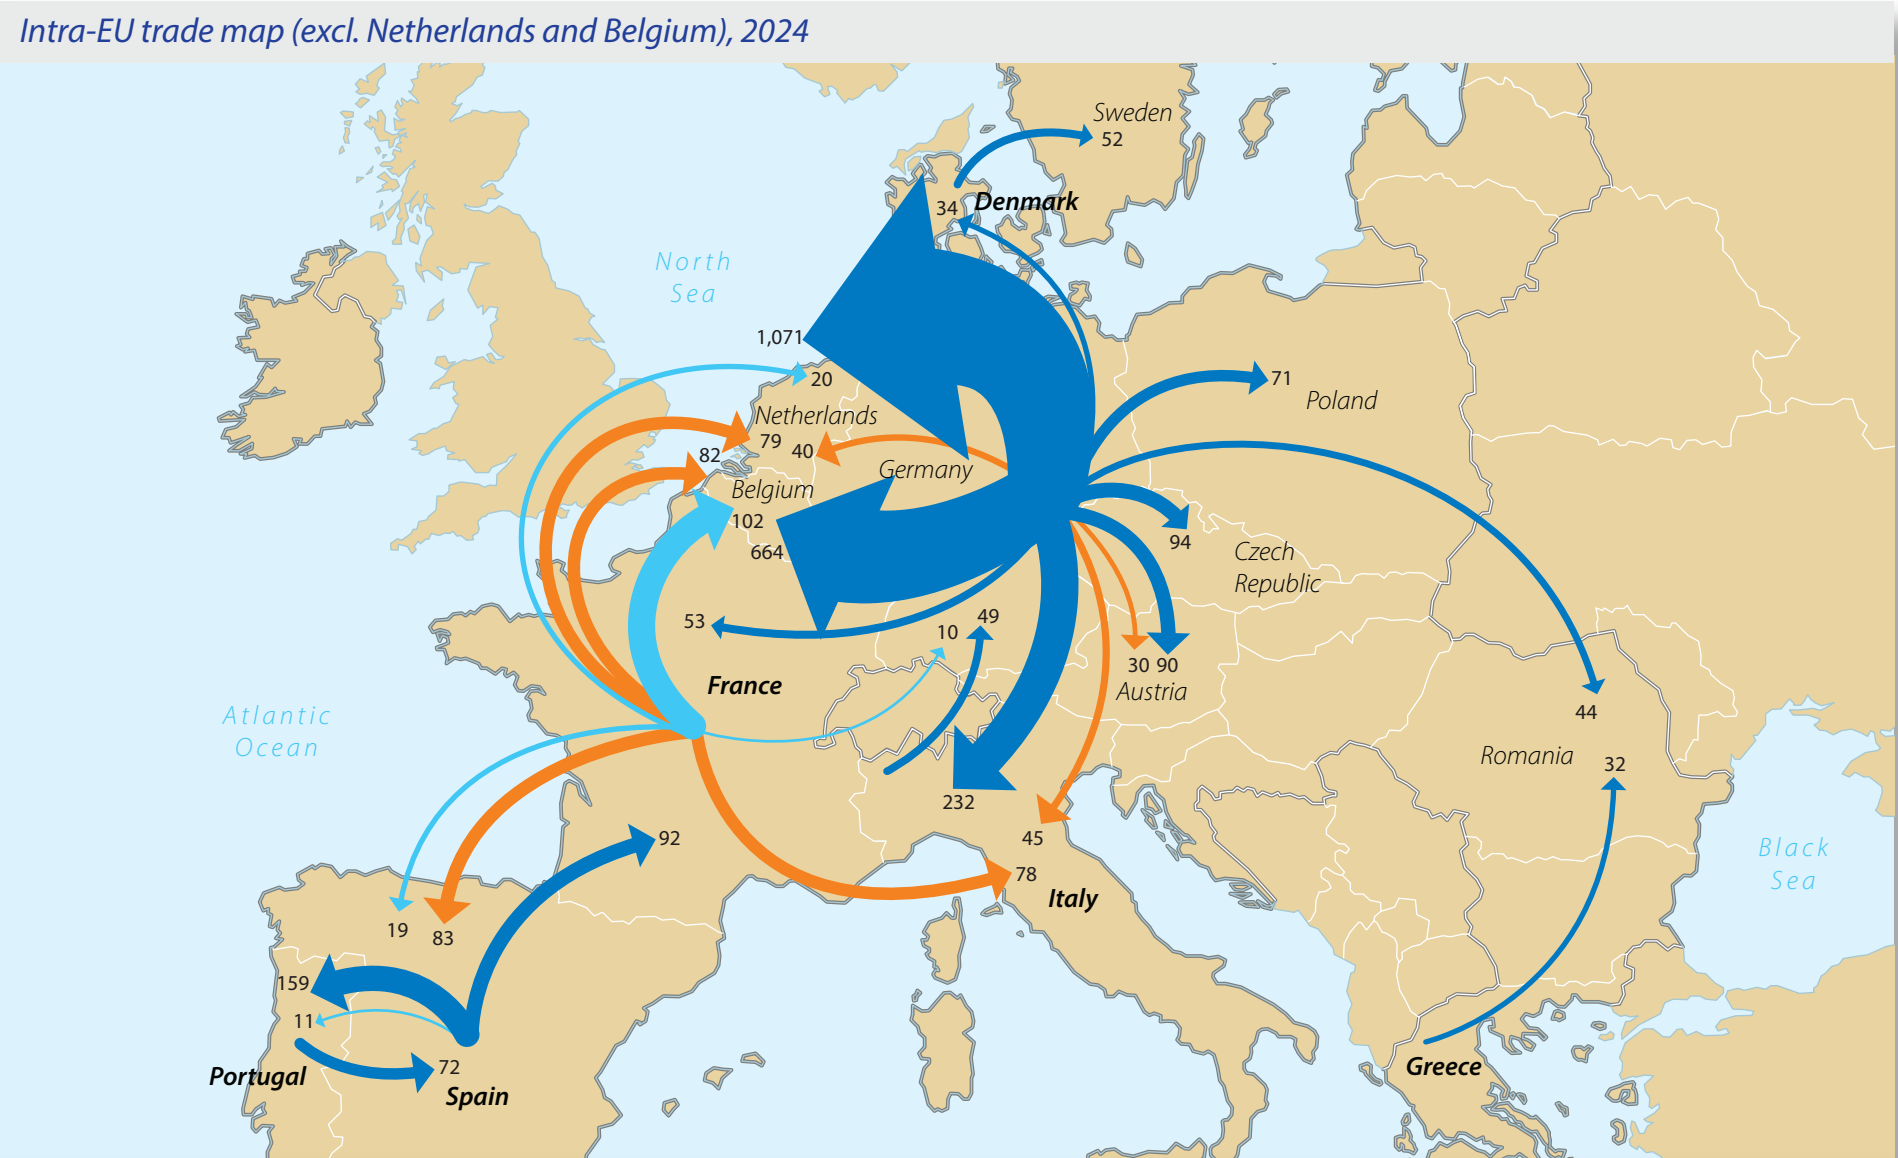 Intra-EU trade map (excl. Netherlands and Belgium), 2024
Sweden
52
34
Denmark
North
Sea
1,071
20
71
Poland
Netherlands
79
40
82
Germany
Belgium
102
664
94
Czech
Republic
53
10
49
30
90
Austria
France
Atlantic
Ocean
44
Romania
32
232
45
92
78
Italy
Black
Sea
19
83
159
11
72
Portugal
Spain
Greece